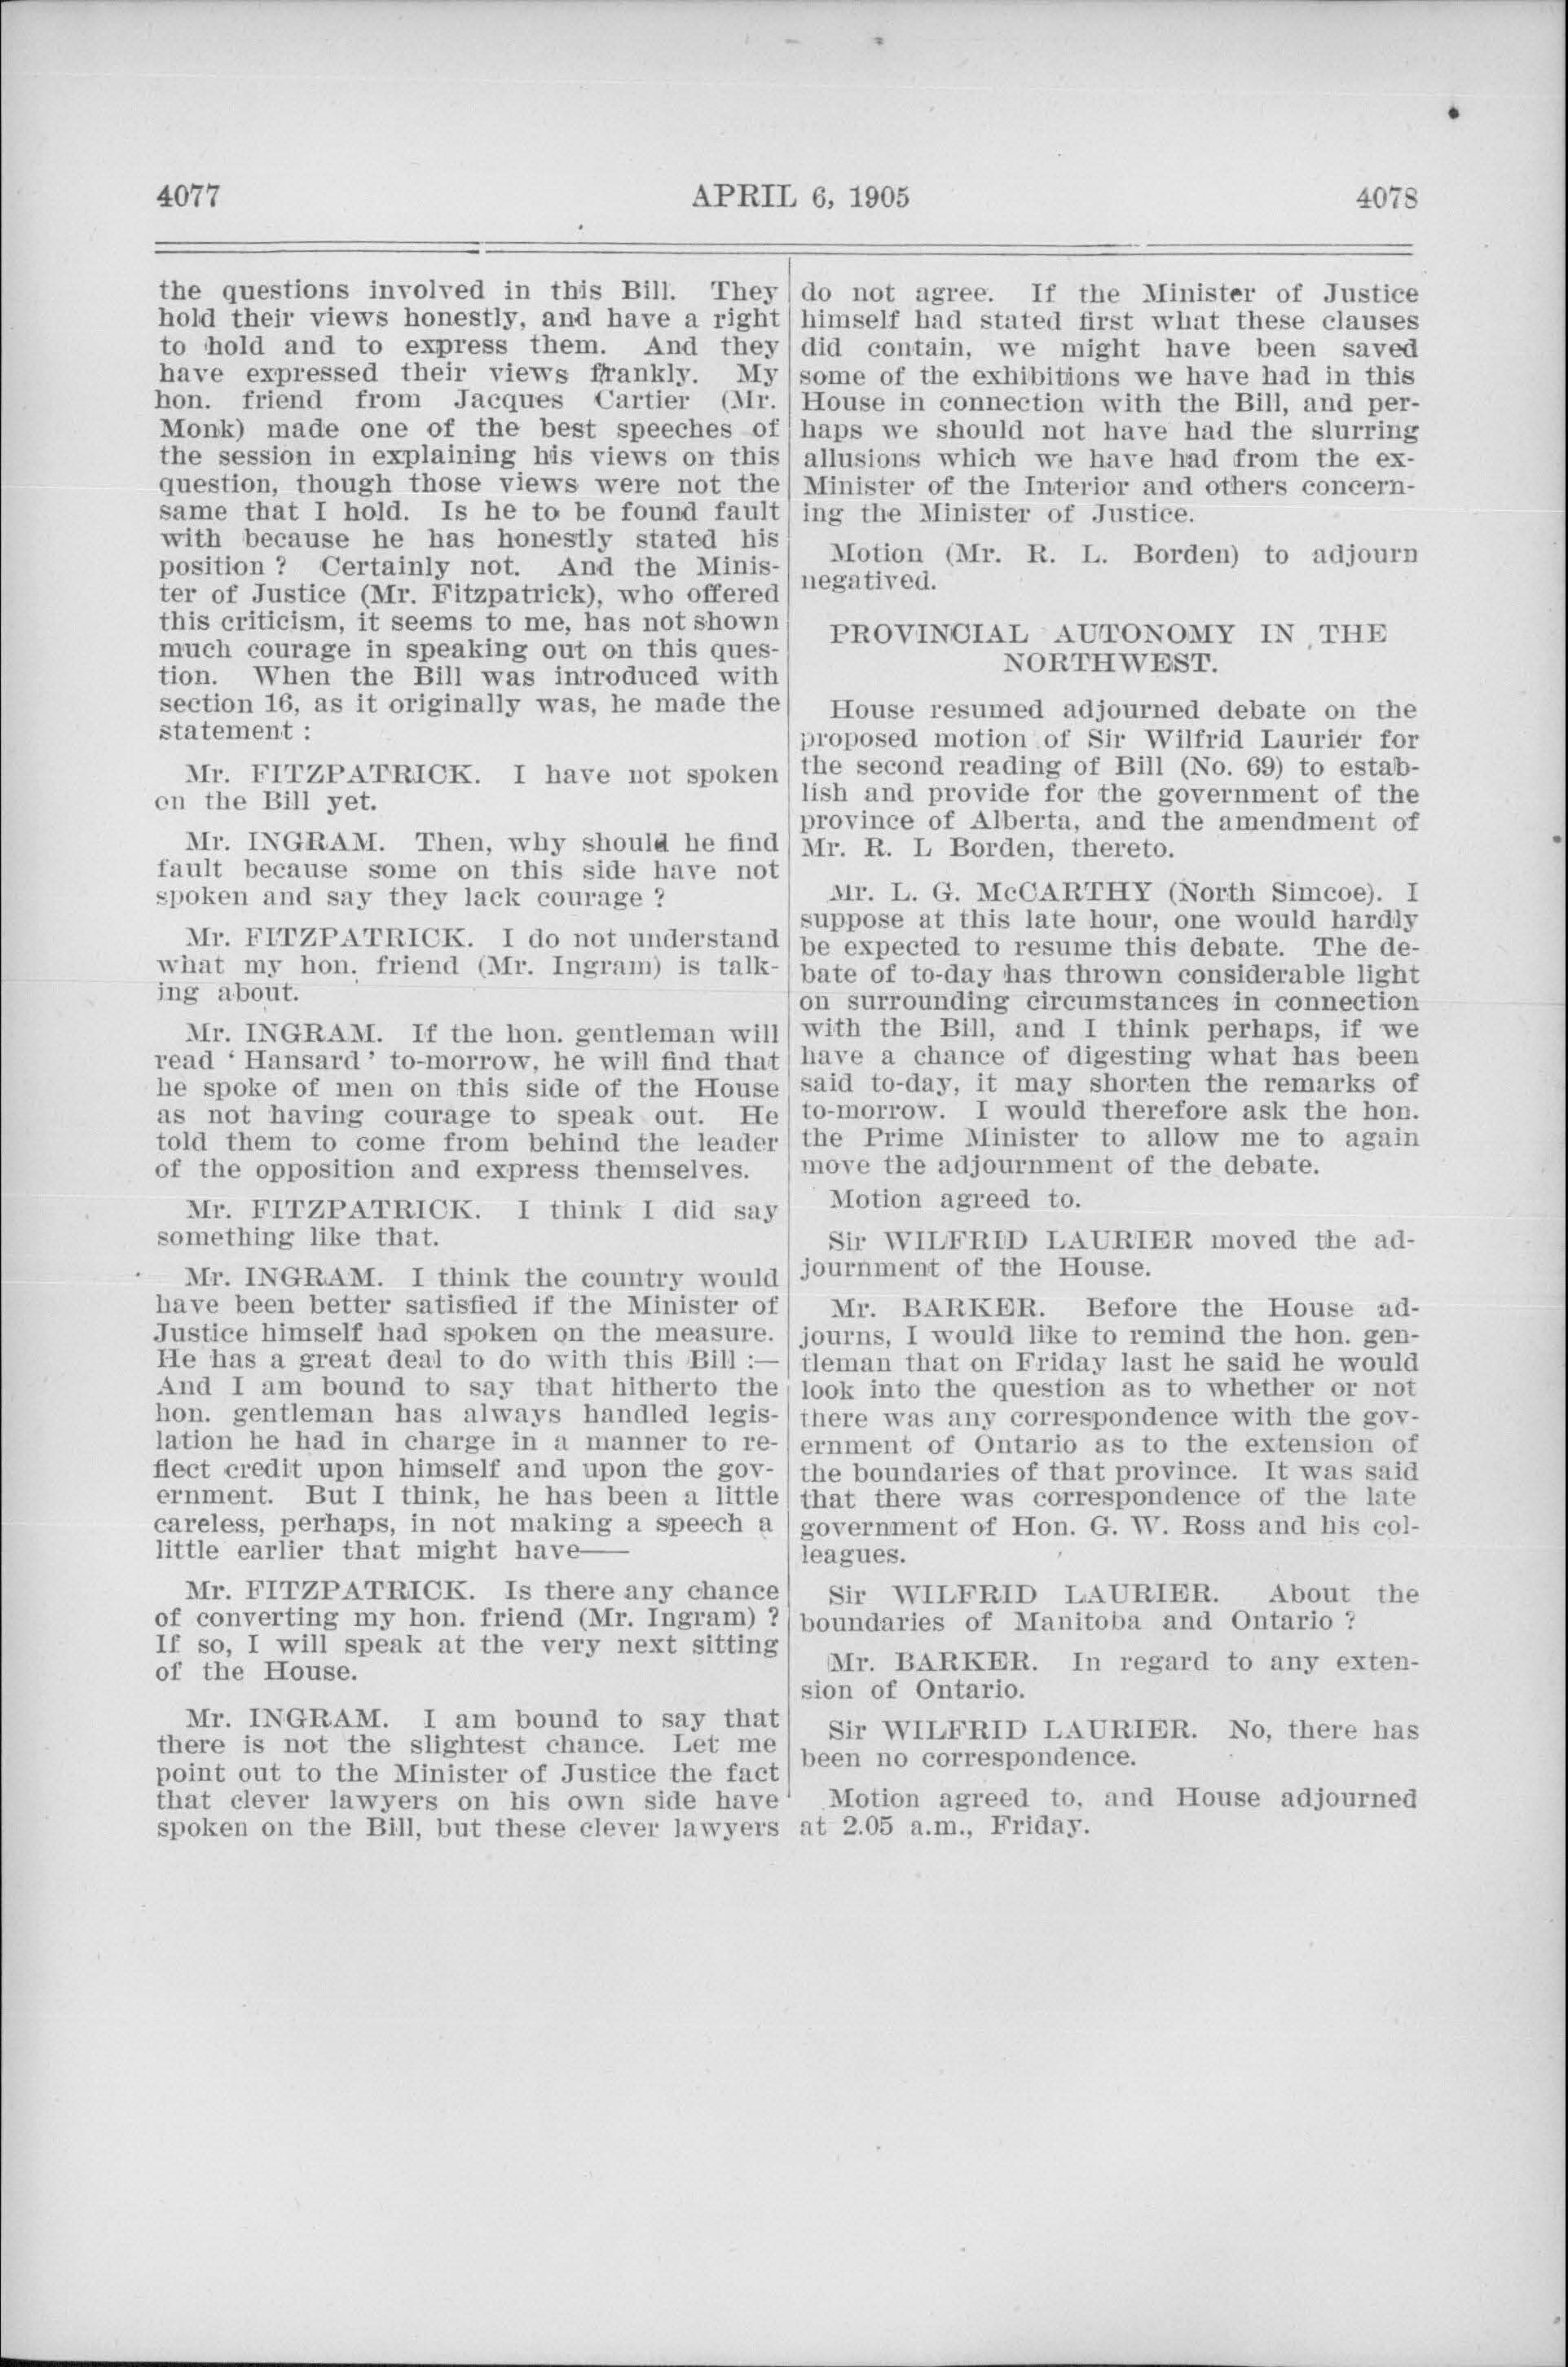 4077
APRIL 6, 1905
4078
the questions involved in this Bill. They
hold their views honestly, and have a right
to hold and to express them. And they
have expressed their views frankly. My
hon. friend from Jacques Cartier (Mr.
Monk) made one of the best speeches of
the session in explaining his views on this
question, though those views were not the
same that I hold. Is he to be found fault
with because he has honestly stated his
position ? Certainly not. And the Minis-
ter of Justice (Mr. Fitzpatrick), who offered
this criticism, it seems to me, has not shown
much courage in speaking out on this ques-
tion. When the Bill was introduced with
section 16, as it originally was, he made the
statement :
Mr. FITZPATRICK. I have not spoken
on the Bill yet.
Mr. INGRAM. Then, why should he find
fault because some on this side have not
spoken and say they lack courage ?
Mr. FITZPATRICK. I do not understand
what my hon. friend (Mr. Ingram) is talk-
ing about.
Mr. INGRAM. If the hon. gentleman will
read ‘ Hansard ’ to-morrow, he will find that
he spoke of men on this side of the House
as not having courage to speak out. He
told them to come from behind the leader
of the opposition and express themselves.
Mr. FITZPATRICK. I think I did say
something like that.
Mr. INGRAM. I think the country would
have been better satisfied if the Minister of
Justice himself had spoken on the measure.
He has a great deal to do with this Bill :—
And I am bound to say that hitherto the
hon. gentleman has always handled legis-
lation he had in charge in a manner to re-
flect credit upon himself and upon the gov-
ernment. But I think, he has been a little
careless, perhaps, in not making a speech a
little earlier that might have——
Mr. FITZPATRICK. Is there any chance
of converting my hon. friend (Mr. Ingram) ?
If so, I will speak at the very next sitting
of the House.
Mr. INGRAM. I am bound to say that
there is not the slightest chance. Let me
point out to the Minister of Justice the fact
that clever lawyers on his own side have
spoken on the Bill, but these clever lawyers
do not agree. If the Minister of Justice
himself had stated first what these clauses
did contain, we might have been saved
some of the exhibitions we have had in this
House in connection with the Bill, and per-
haps we should not have had the slurring
allusions which we have had from the ex-
Minister of the Interior and others concern-
ing the Minister of Justice.
Motion (Mr. R. L. Borden) to adjourn
negatived.
PROVINCIAL AUTONOMY IN THE
NORTHWEST.
House resumed adjourned debate on the
proposed motion of Sir Wilfrid Laurier for
the second reading of Bill (No. 69) to estab-
lish and provide for the government of the
province of Alberta, and the amendment of
Mr. R. L Borden, thereto.
Mr. L. G. McCARTHY (North Simcoe). I
suppose at this late hour, one would hardly
be expected to resume this debate. The de-
bate of to-day has thrown considerable light
on surrounding circumstances in connection
with the Bill, and I think perhaps, if we
have a chance of digesting what has been
said to-day, it may shorten the remarks of
to-morrow. I would therefore ask the hon.
the Prime Minister to allow me to again
move the adjournment of the debate.
Motion agreed to.
Sir WILFRID LAURIER moved the ad-
journment of the House.
Mr. BARKER. Before the House ad-
journs, I would like to remind the hon. gen-
tleman that on Friday last he said he would
look into the question as to whether or not
there was any correspondence with the gov-
ernment of Ontario as to the extension of
the boundaries of that province. It was said
that there was correspondence of the late
government of Hon. G. W. Ross and his col-
leagues.
Sir WILFRID LAURIER. About the
boundaries of Manitoba and Ontario ?
Mr. BARKER. In regard to any exten-
sion of Ontario.
Sir WILFRID LAURIER. No, there has
been no correspondence.
Motion agreed to, and House adjourned
at 2.05 a.m., Friday.